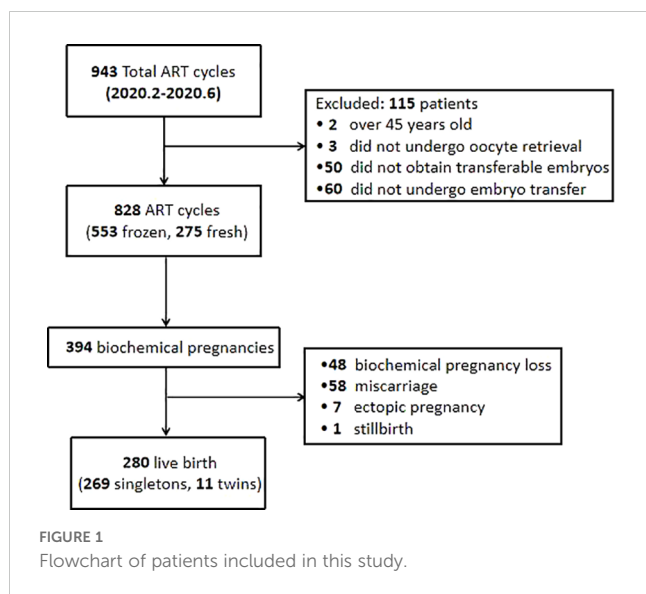 943 Total ART cycles
(2020.2-2020.6)
Excluded: 115 patients
• 2 over 45 years old
• 3 did not undergo oocyte retrieval
•50 did not obtain transferable embryos
•60 did not undergo embryo transfer
828 ART cycles
(553 frozen, 275 fresh)
394 biochemical pregnancies
•48 biochemical pregnancy loss
•58 miscarriage
• 7 ectopic pregnancy
• 1 stillbirth
280 live birth
(269 singletons, 11 twins)
FIGURE 1
Flowchart of patients included in this study.